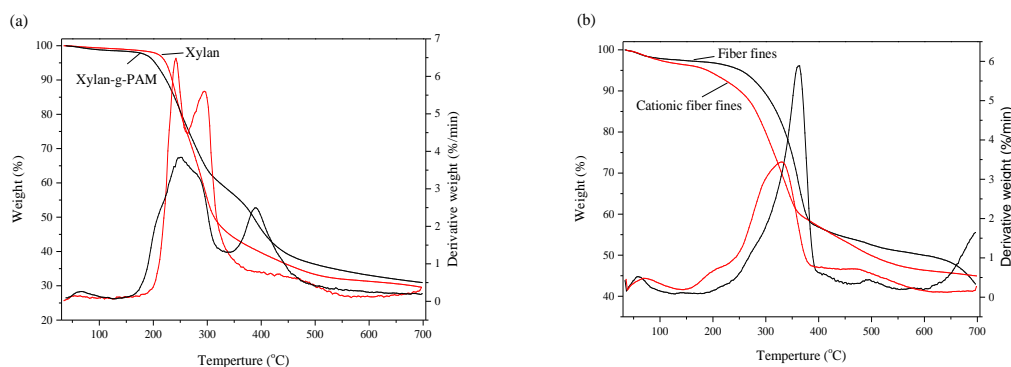 (a)
Xylan
Xylan-g-PAM
Weight (%)
100
90
80
70
60
50
40
30
20
7
6
5
4
3
2
1
0
Derivative weight (%/min)
100 200 300 400 500 600 700
Temperture (°C)
(b)
Fiber fines
Cationic fiber fines
Weight (%)
100
90
80
70
60
50
40
6
5
4
3
2
1
0
Derivative weight (%/min)
100 200 300 400 500 600 700
Temperture (°C)